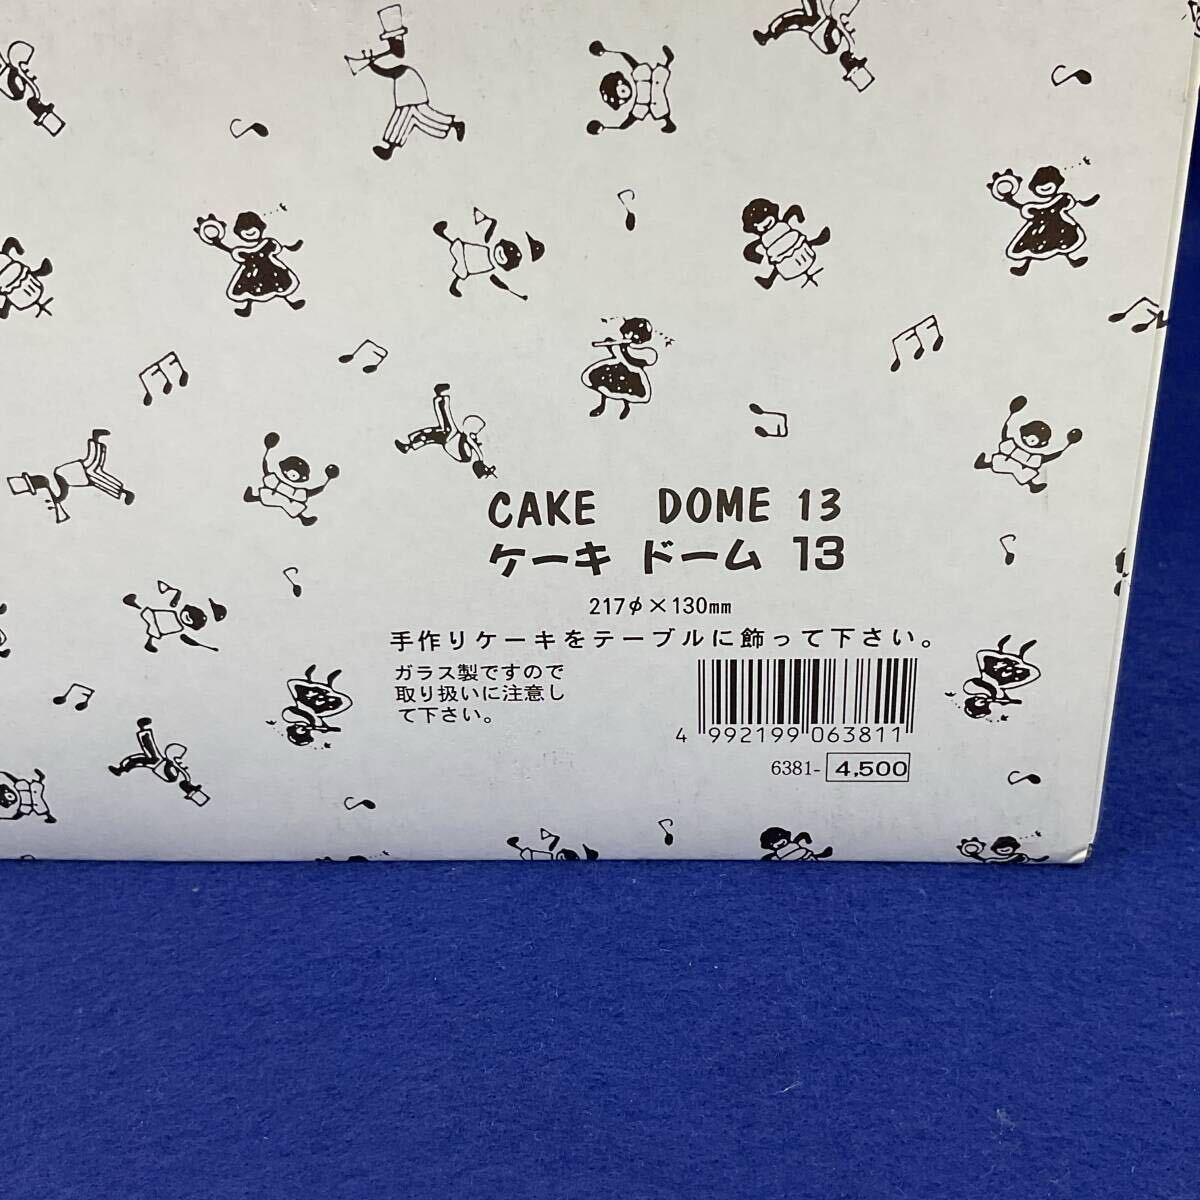 CAKE DOME 13
ケーキ ドーム 13
217φ×130mm
手作りケーキをテーブルに飾って下さい。
ガラス製ですので
取り扱いに注意し
て下さい。
4 992199 063811
6381- 4,500